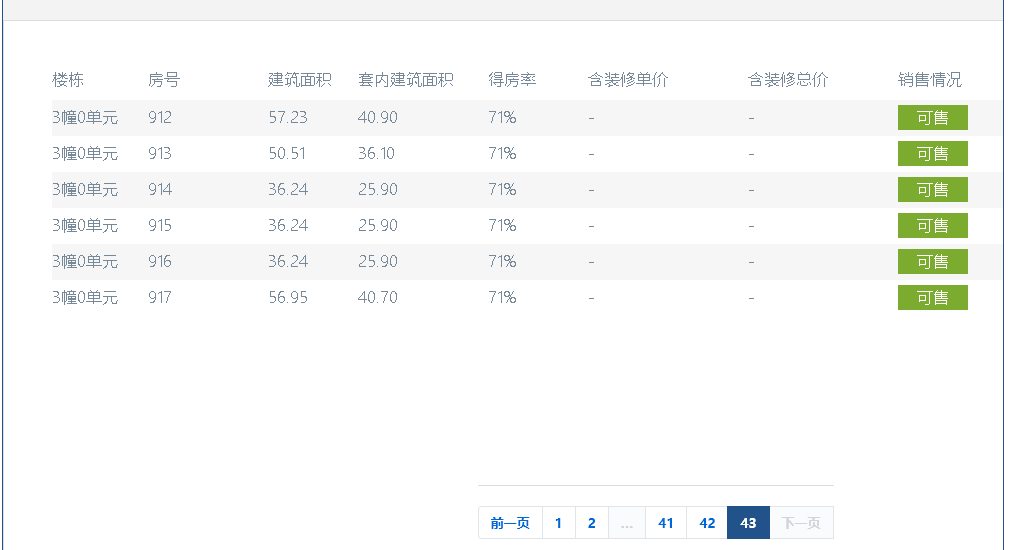 楼栋 房号 建筑面积 套内建筑面积 得房率 含装修单价 含装修总价 销售情况
3幢0单元 912 57.23 40.90 71% - - 可售
3幢0单元 913 50.51 36.10 71% - - 可售
3幢0单元 914 36.24 25.90 71% - - 可售
3幢0单元 915 36.24 25.90 71% - - 可售
3幢0单元 916 36.24 25.90 71% - - 可售
3幢0单元 917 56.95 40.70 71% - - 可售
前一页 1 2 ... 41 42 43 下一页